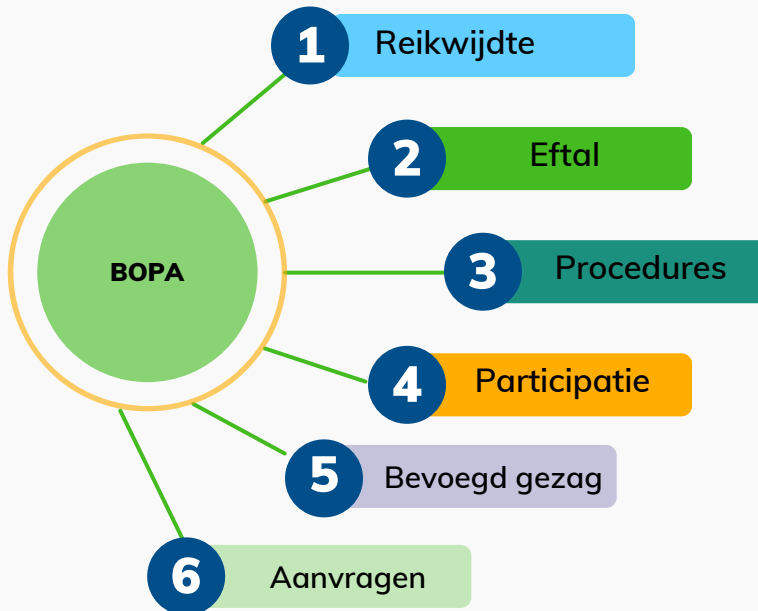 BOPA
1 Reikwijdte
2 Eftal
3 Procedures
4 Participatie
5 Bevoegd gezag
6 Aanvragen